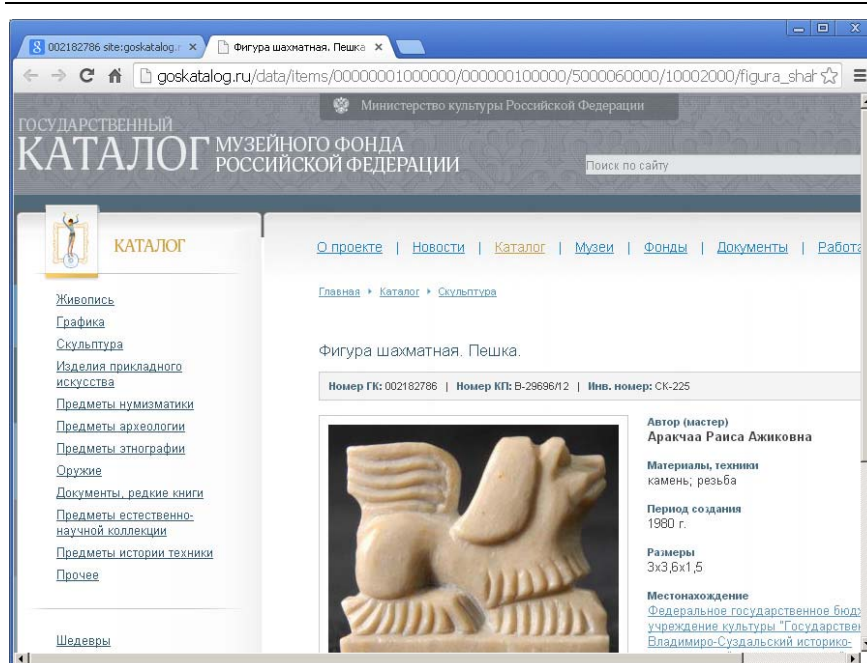 002182786 site:goskatalog.r
Фигура шахматная. Пешка
goskatalog.ru/data/items/00000001000000/000000100000/5000060000/10002000/figura_shah
Министерство культуры Российской Федерации
ГОСУДАРСТВЕННЫЙ
КАТАЛОГ МУЗЕЙНОГО ФОНДА
РОССИЙСКОЙ ФЕДЕРАЦИИ
Поиск по сайту
КАТАЛОГ
О проекте | Новости | Каталог | Музеи | Фонды | Документы | Работа
Главная ▸ Каталог ▸ Скульптура
Живопись
Графика
Скульптура
Изделия прикладного
искусства
Предметы нумизматики
Предметы археологии
Предметы этнографии
Оружие
Документы, редкие книги
Предметы естественно-
научной коллекции
Предметы истории техники
Прочее
Шедевры
Фигура шахматная. Пешка.
Номер ГК: 002182786 | Номер КП: В-29696/12 | Инв. номер: СК-225
Автор (мастер)
Аракчаа Раиса Ажиковна
Материалы, техники
камень; резьба
Период создания
1980 г.
Размеры
3x3,6x1,5
Местонахождение
Федеральное государственное бюдж
учреждение культуры "Государствен
Владимиро-Суздальский историко-